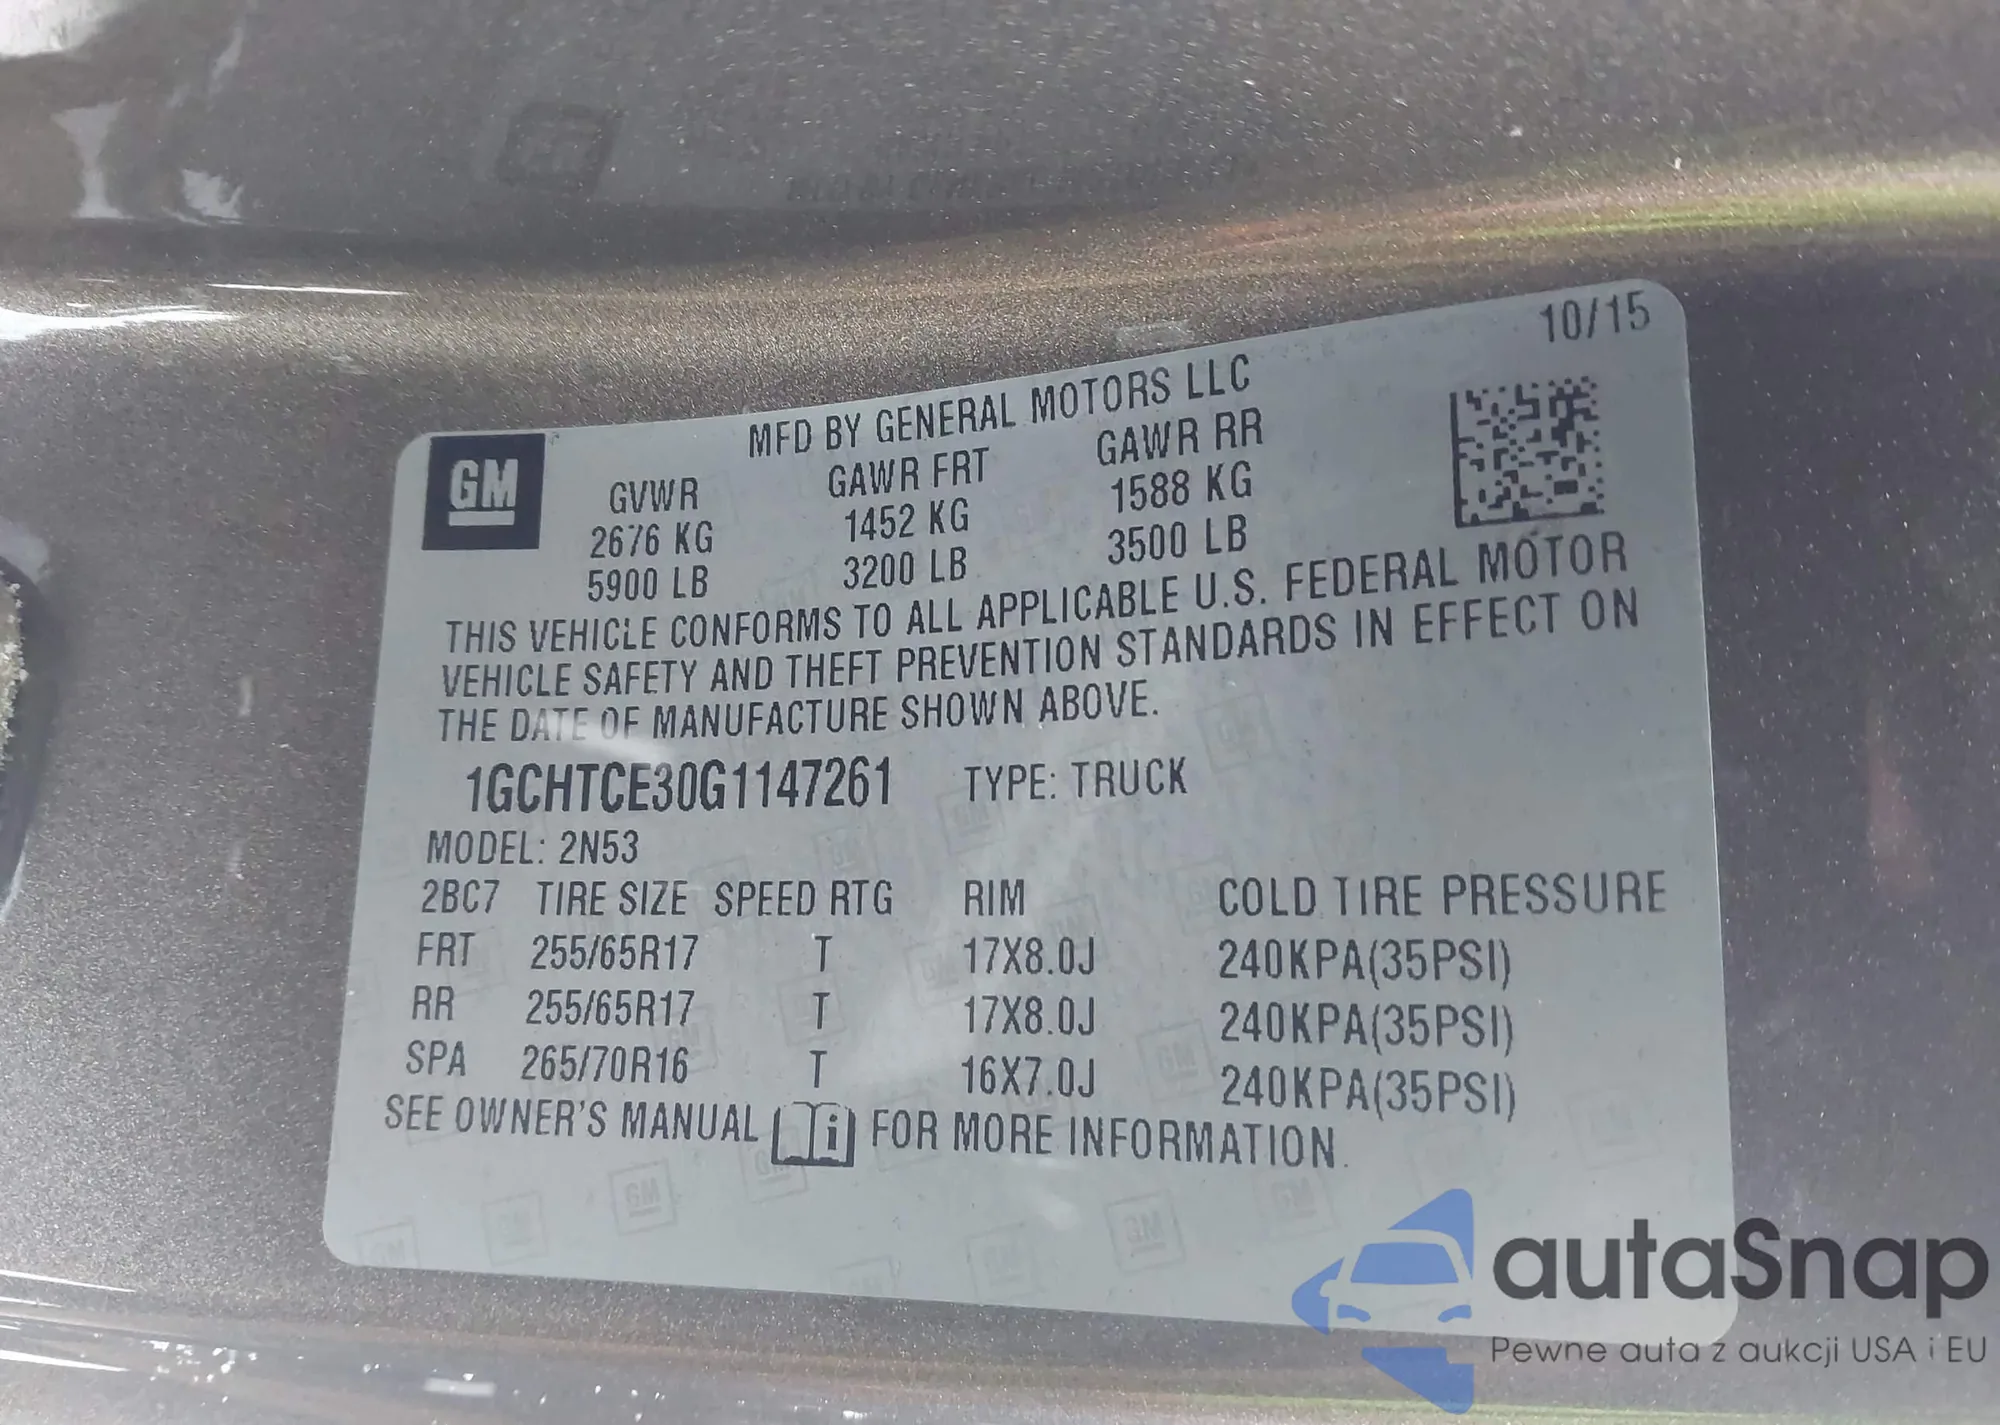 10/15
MFD BY GENERAL MOTORS LLC
GM
GVWR GAWR FRT GAWR RR
2676 KG 1452 KG 1588 KG
5900 LB 3200 LB 3500 LB
THIS VEHICLE CONFORMS TO ALL APPLICABLE U.S. FEDERAL MOTOR
VEHICLE SAFETY AND THEFT PREVENTION STANDARDS IN EFFECT ON
THE DATE OF MANUFACTURE SHOWN ABOVE.
1GCHTCE30G1147261 TYPE: TRUCK
MODEL: 2N53
2BC7 TIRE SIZE SPEED RTG RIM COLD TIRE PRESSURE
FRT 255/65R17 T 17X8.0J 240KPA(35PSI)
RR 255/65R17 T 17X8.0J 240KPA(35PSI)
SPA 265/70R16 T 16X7.0J 240KPA(35PSI)
SEE OWNER'S MANUAL i FOR MORE INFORMATION.
autaSnap
Pewne auta z aukcji USA i EU